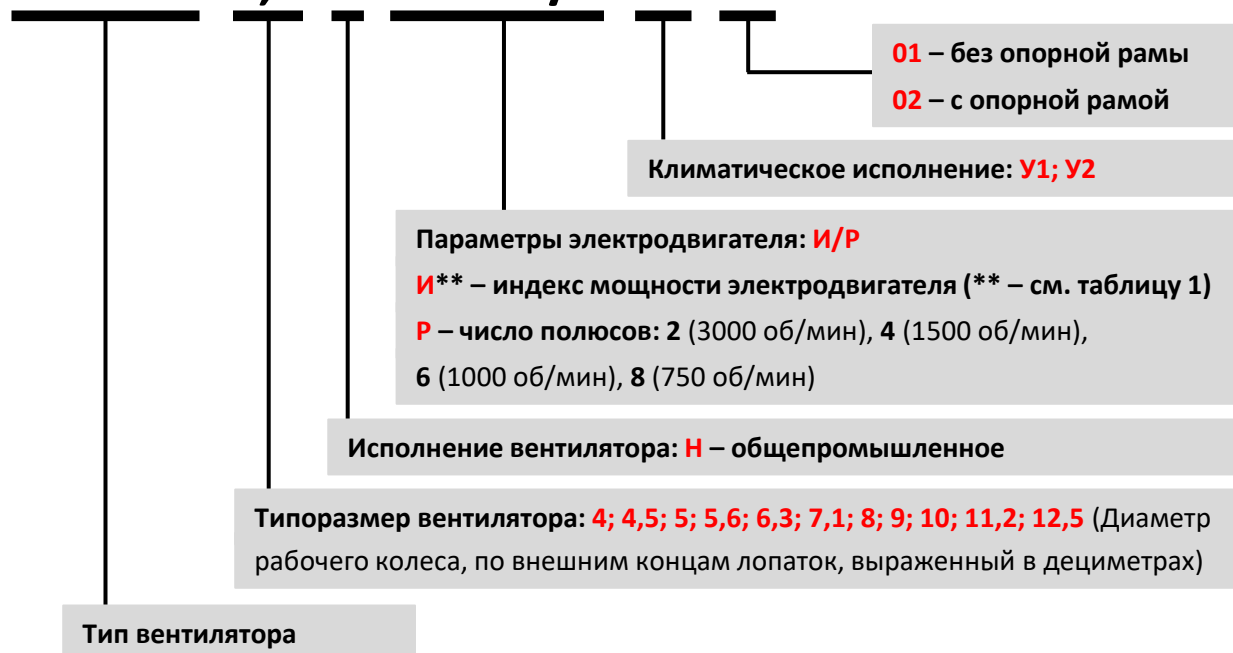 01 – без опорной рамы
02 – с опорной рамой
Климатическое исполнение: У1; У2
Параметры электродвигателя: И/Р
И** – индекс мощности электродвигателя (** – см. таблицу 1)
Р – число полюсов: 2 (3000 об/мин), 4 (1500 об/мин),
6 (1000 об/мин), 8 (750 об/мин)
Исполнение вентилятора: Н – общепромышленное
Типоразмер вентилятора: 4; 4,5; 5; 5,6; 6,3; 7,1; 8; 9; 10; 11,2; 12,5 (Диаметр
рабочего колеса, по внешним концам лопаток, выраженный в дециметрах)
Тип вентилятора